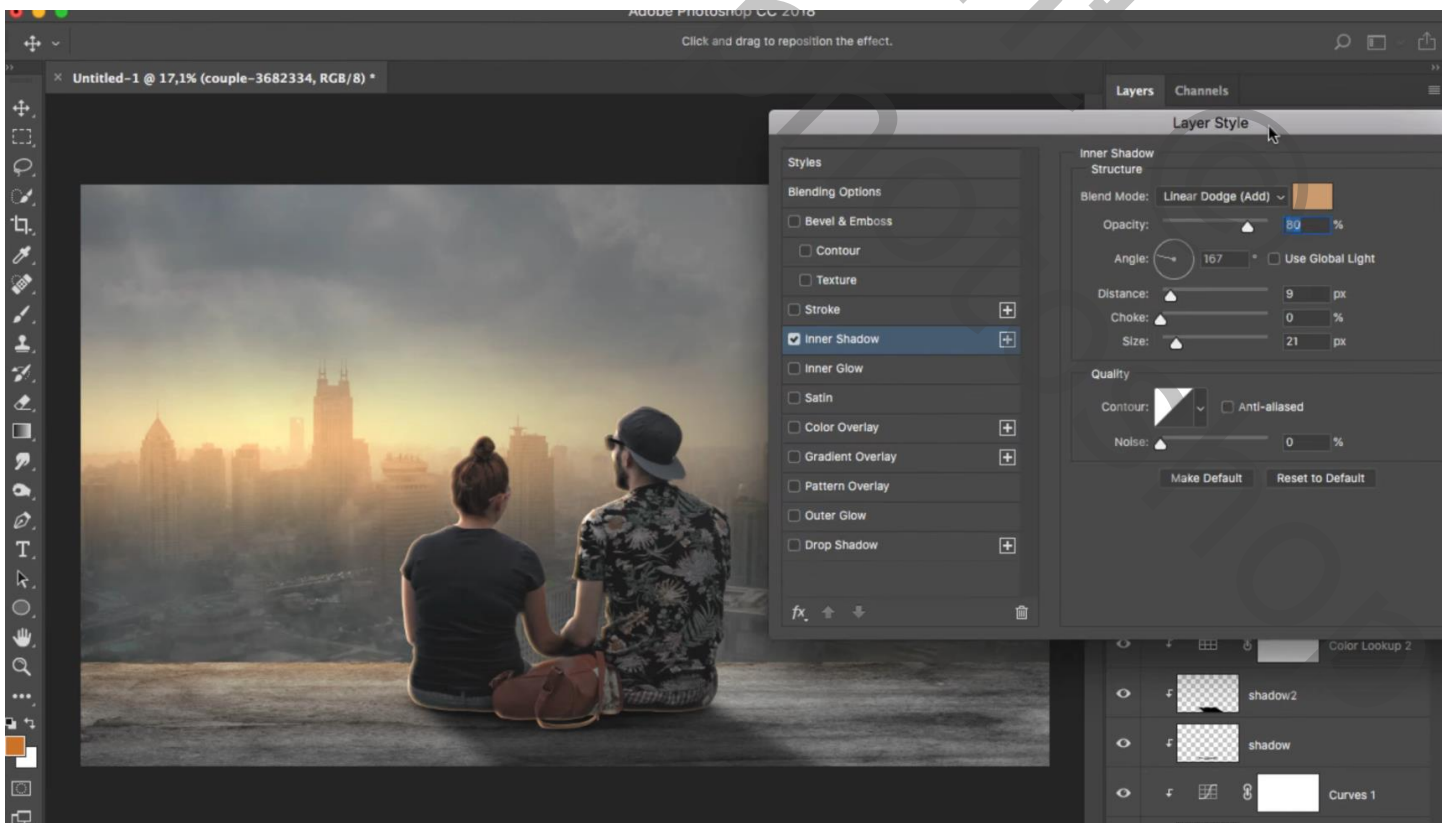 Adobe Photoshop CC 2018
Click and drag to reposition the effect.
× Untitled-1 @ 17,1% (couple-3682334, RGB/8) *
Layers Channels
Layer Style
Styles
Blending Options
Bevel & Emboss
Contour
Texture
Stroke
Inner Shadow
Inner Glow
Satin
Color Overlay
Gradient Overlay
Pattern Overlay
Outer Glow
Drop Shadow
fx
Inner Shadow
Structure
Blend Mode: Linear Dodge (Add)
Opacity: 80 %
Angle: 167 ° Use Global Light
Distance: 9 px
Choke: 0 %
Size: 21 px
Quality
Contour: Anti-aliased
Noise: 0 %
Make Default Reset to Default
Color Lookup 2
shadow2
shadow
Curves 1